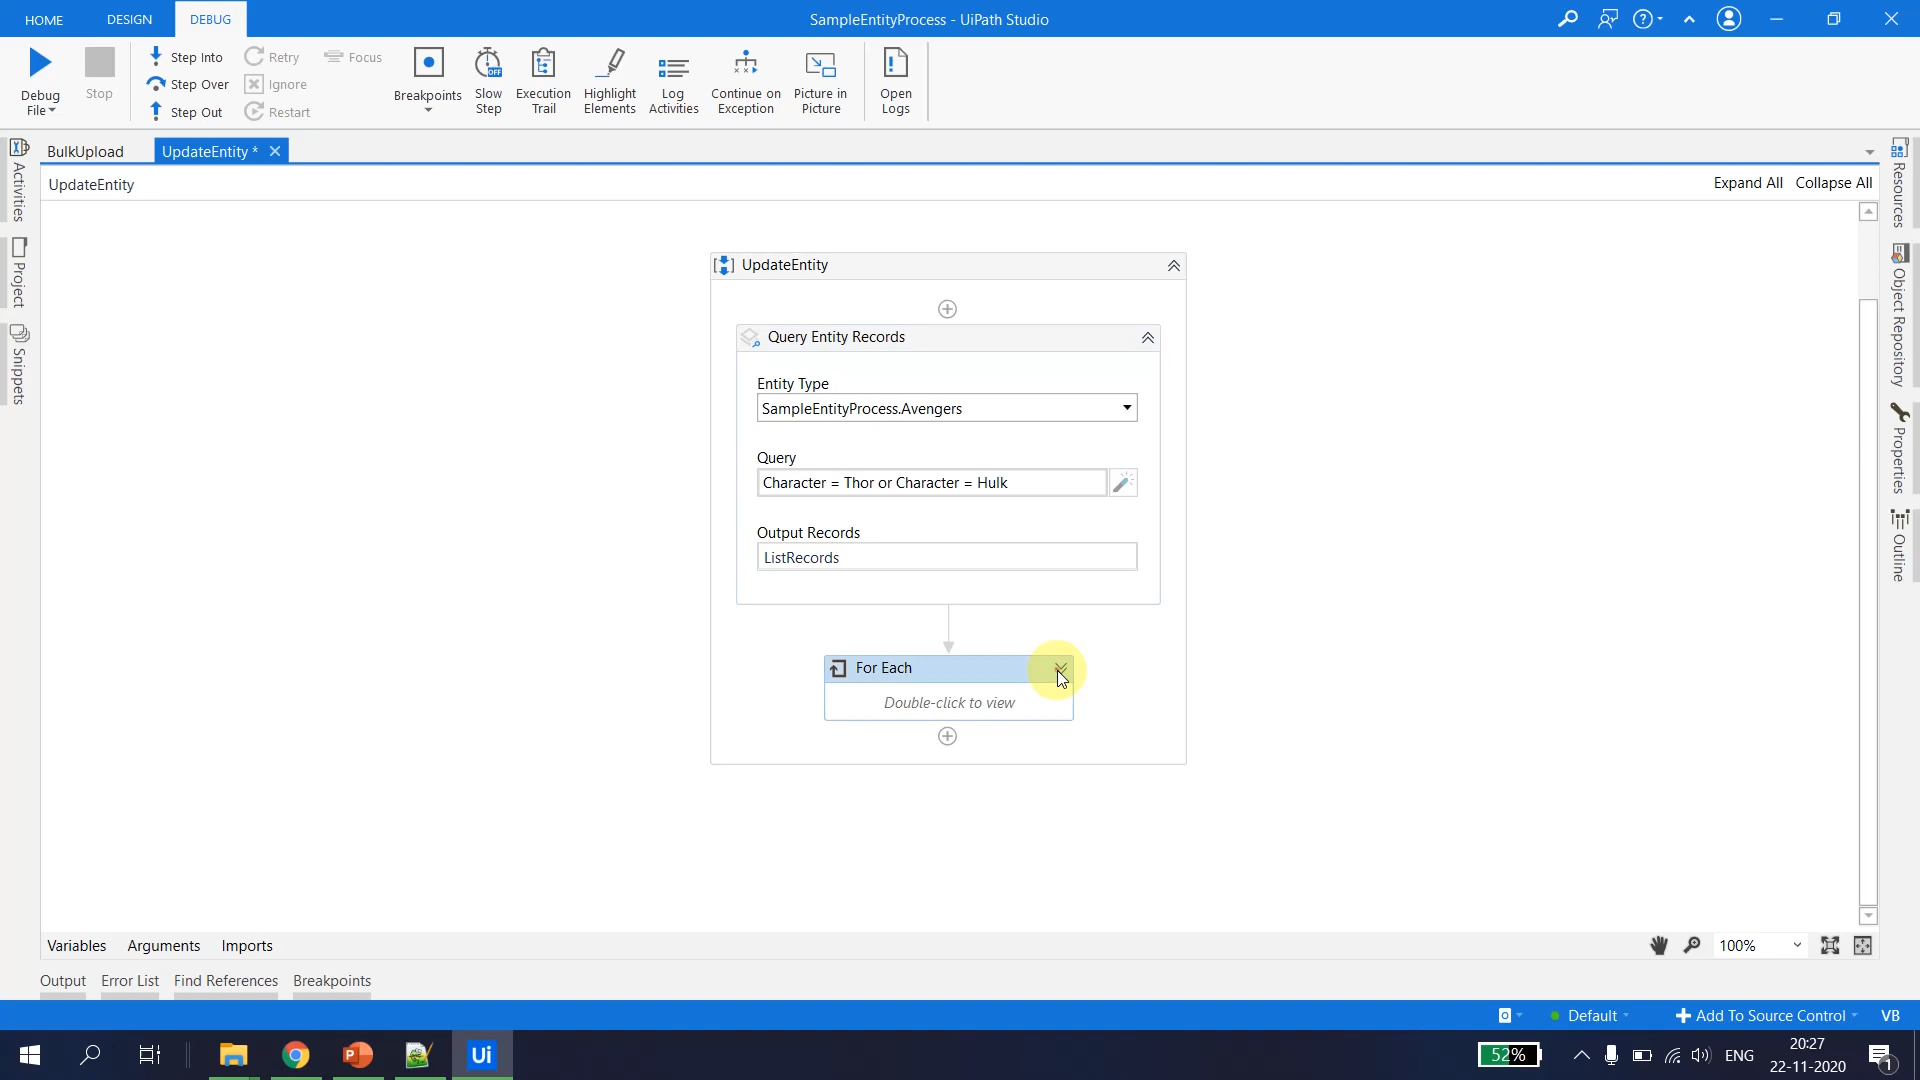 HOME DESIGN DEBUG SampleEntityProcess - UiPath Studio
Debug File
Stop
Step Into
Step Over
Step Out
Retry
Ignore
Restart
Focus
Breakpoints
Slow Step
OFF
Execution Trail
Highlight Elements
Log Activities
Continue on Exception
Picture in Picture
Open Logs
BulkUpload UpdateEntity *
UpdateEntity Expand All Collapse All
Activities
Project
Snippets
Resources
Object Repository
Properties
Outline
UpdateEntity
Query Entity Records
Entity Type
SampleEntityProcess.Avengers
Query
Character = Thor or Character = Hulk
Output Records
ListRecords
For Each
Double-click to view
Variables Arguments Imports 100%
Output Error List Find References Breakpoints
Default Add To Source Control VB
Ui 52% ENG 20:27
22-11-2020 1